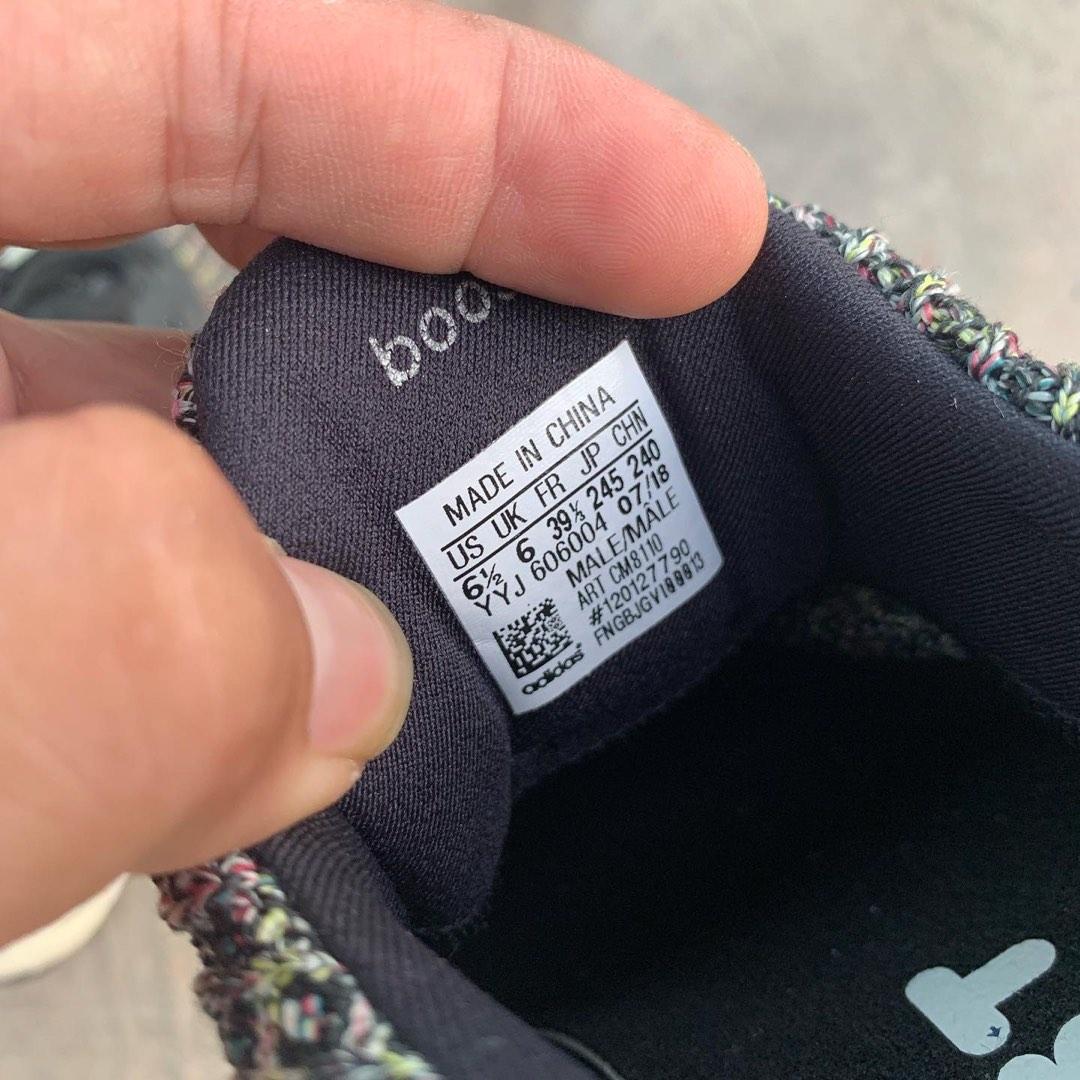 boo
MADE IN CHINA
US UK FR JP CHN
6½ 6 39⅓ 245 240
YYJ 606004 07/18
MALE/MÂLE
ART CM8110
#120127790
adidas